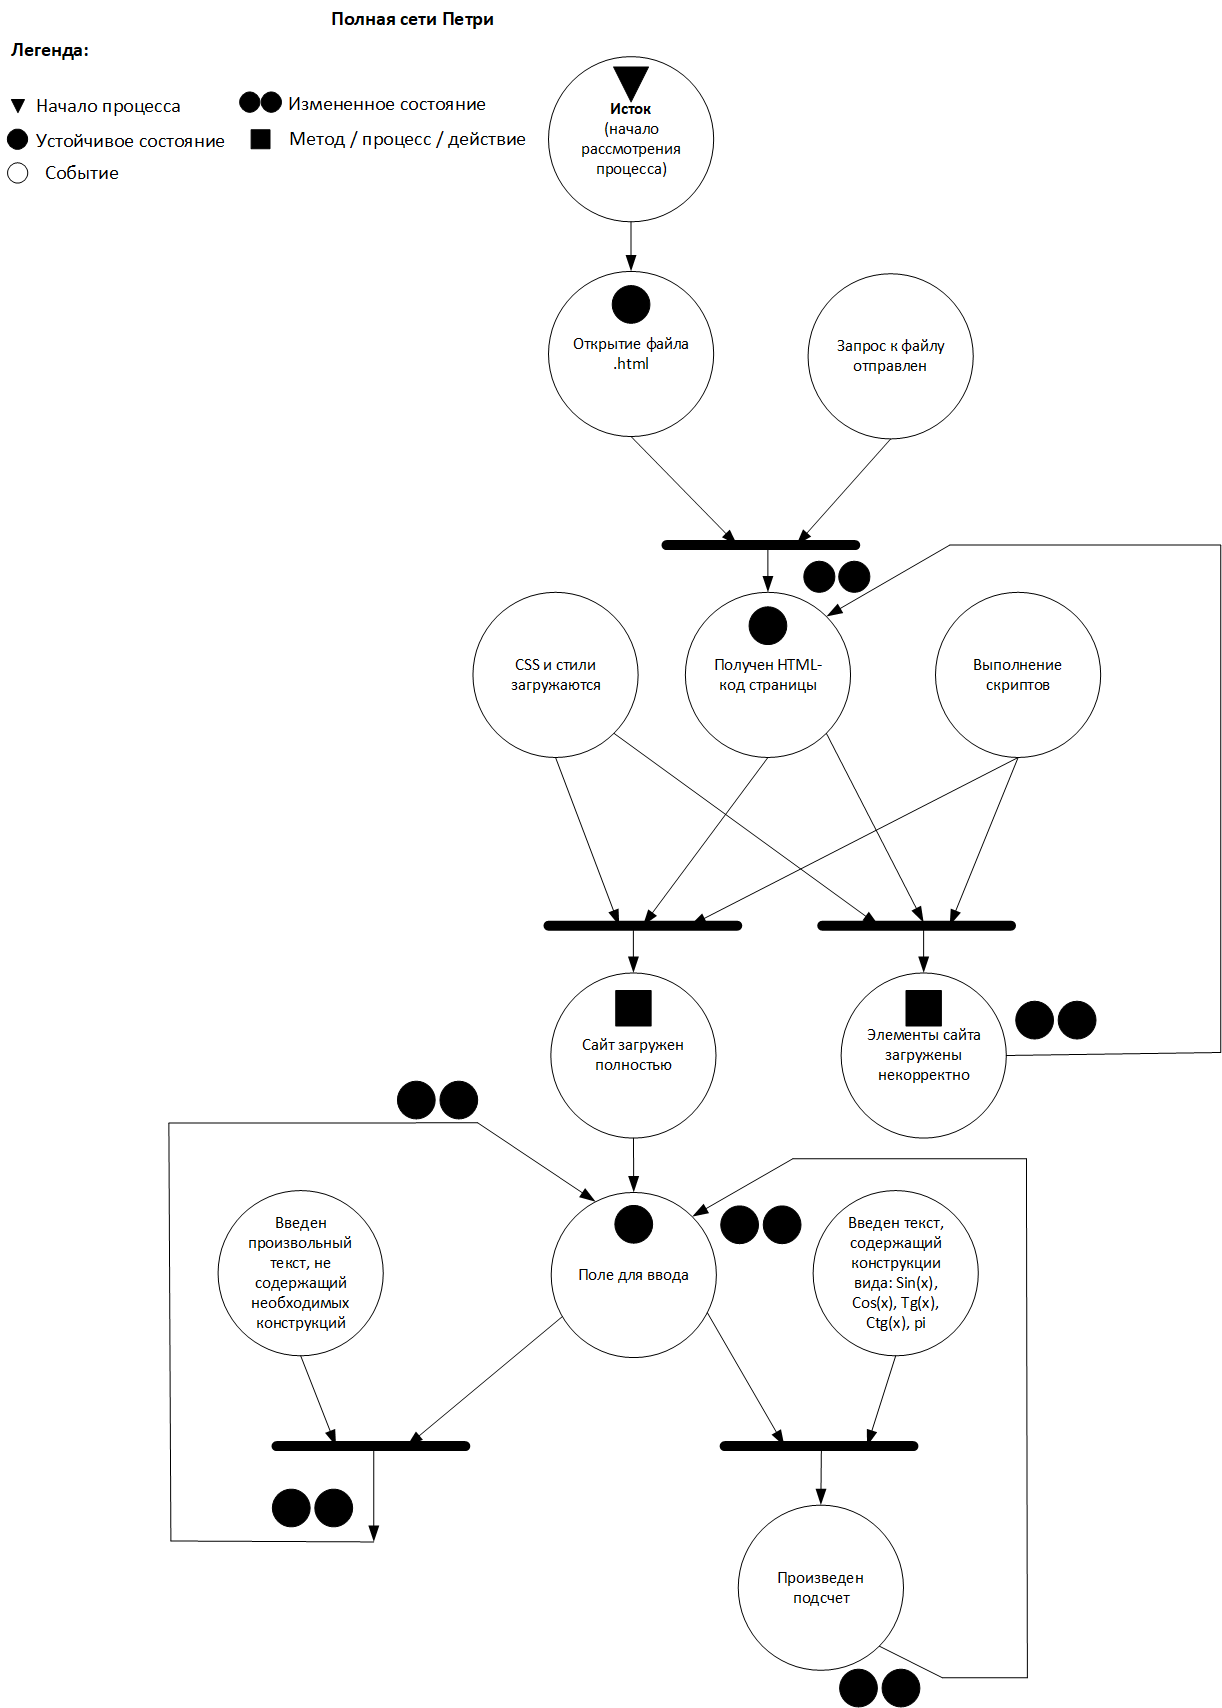 Полная сети Петри
Легенда:
Начало процесса
Измененное состояние
Устойчивое состояние
Метод / процесс / действие
Событие
Исток
(начало
рассмотрения
процесса)
Открытие файла
.html
Запрос к файлу
отправлен
CSS и стили
загружаются
Получен HTML-
код страницы
Выполнение
скриптов
Сайт загружен
полностью
Элементы сайта
загружены
некорректно
Введен
произвольный
текст, не
содержащий
необходимых
конструкций
Поле для ввода
Введен текст,
содержащий
конструкции
вида: Sin(x),
Cos(x), Tg(x),
Ctg(x), pi
Произведен
подсчет